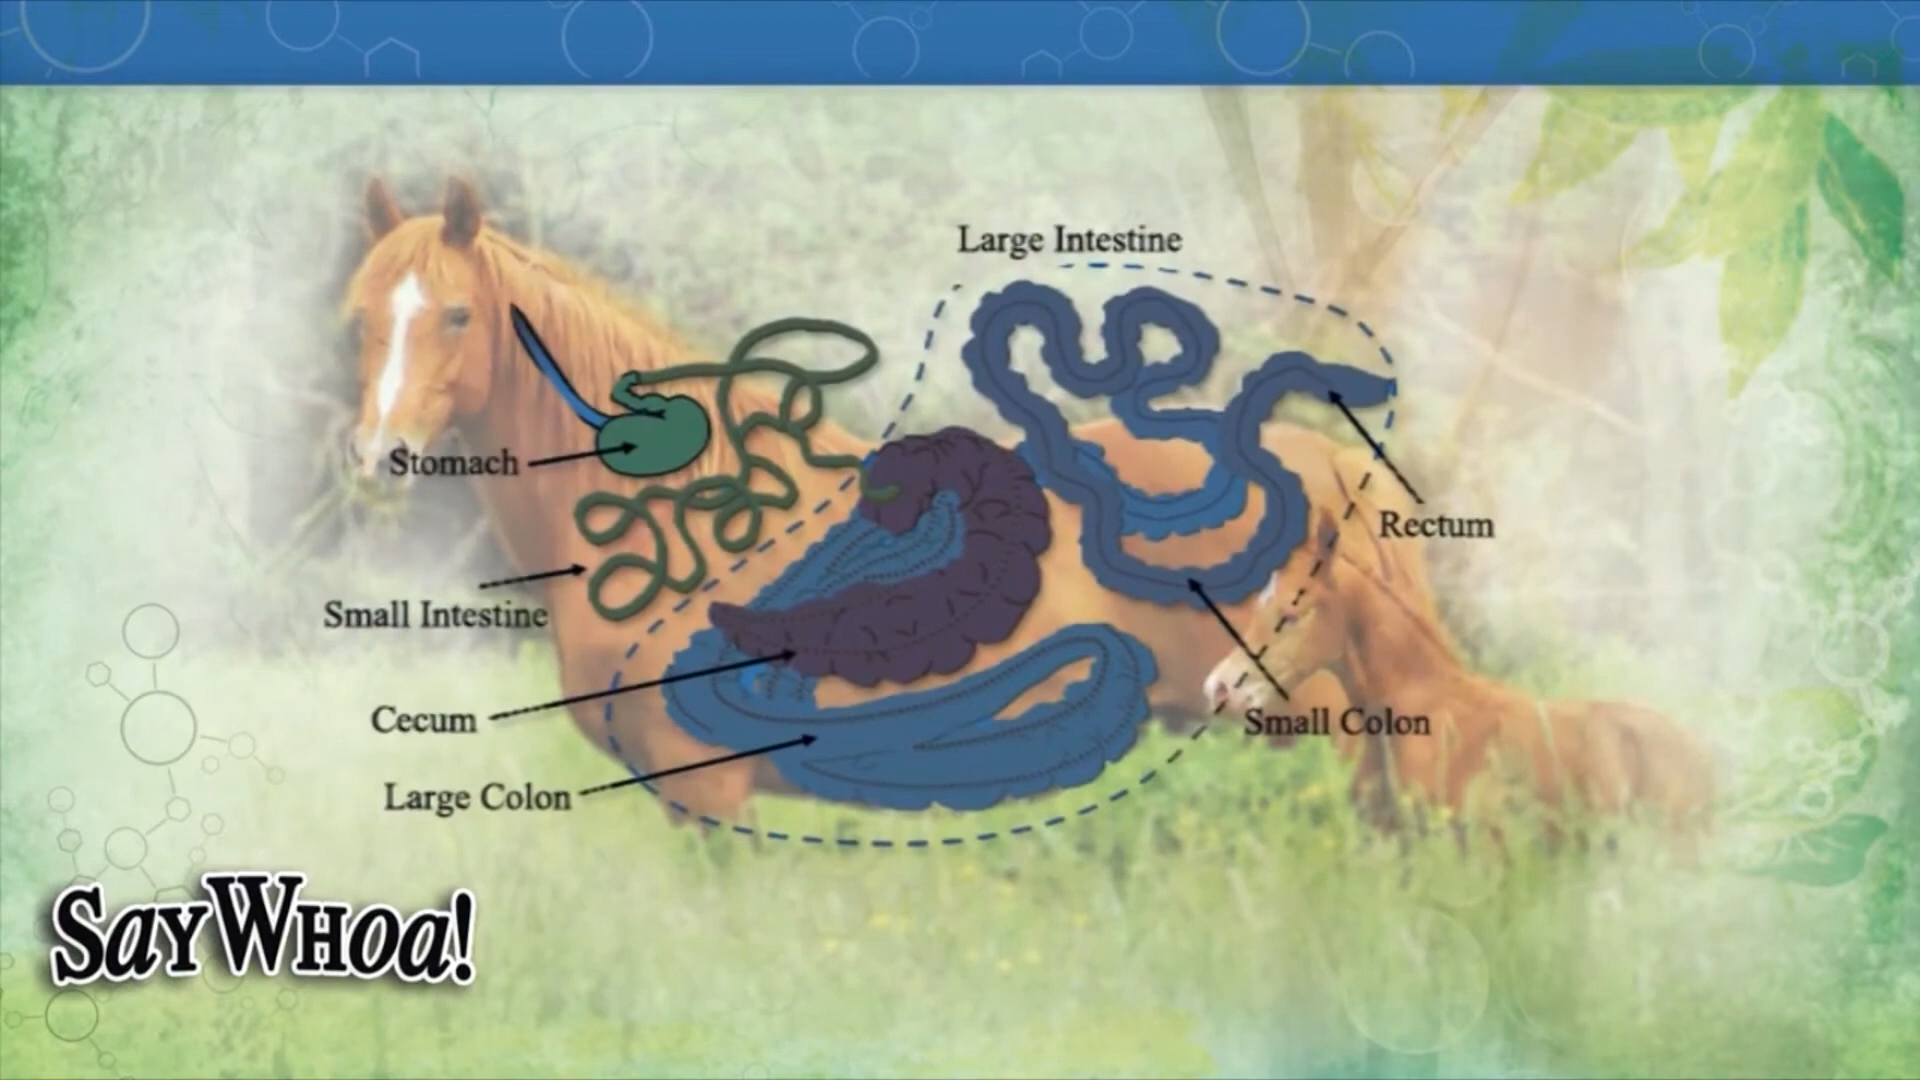 Large Intestine
Stomach
Rectum
Small Intestine
Cecum
Small Colon
Large Colon
SayWhoa!